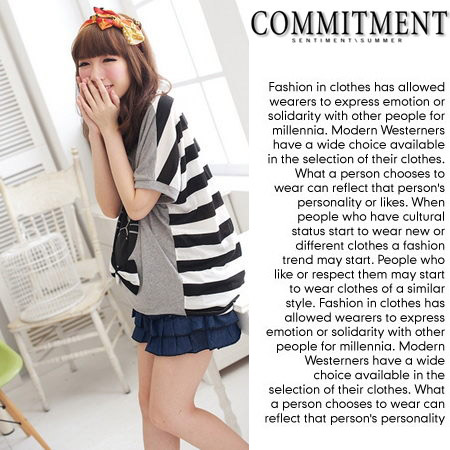 COMMITMENT
SENTIMENT\SUMMER
Fashion in clothes has allowed
wearers to express emotion or
solidarity with other people for
millennia. Modern Westerners
have a wide choice available
in the selection of their clothes.
What a person chooses to
wear can reflect that person's
personality or likes. When
people who have cultural
status start to wear new or
different clothes a fashion
trend may start. People who
like or respect them may start
to wear clothes of a similar
style. Fashion in clothes has
allowed wearers to express
emotion or solidarity with other
people for millennia. Modern
Westerners have a wide
choice available in the
selection of their clothes. What
a person chooses to wear can
reflect that person's personality